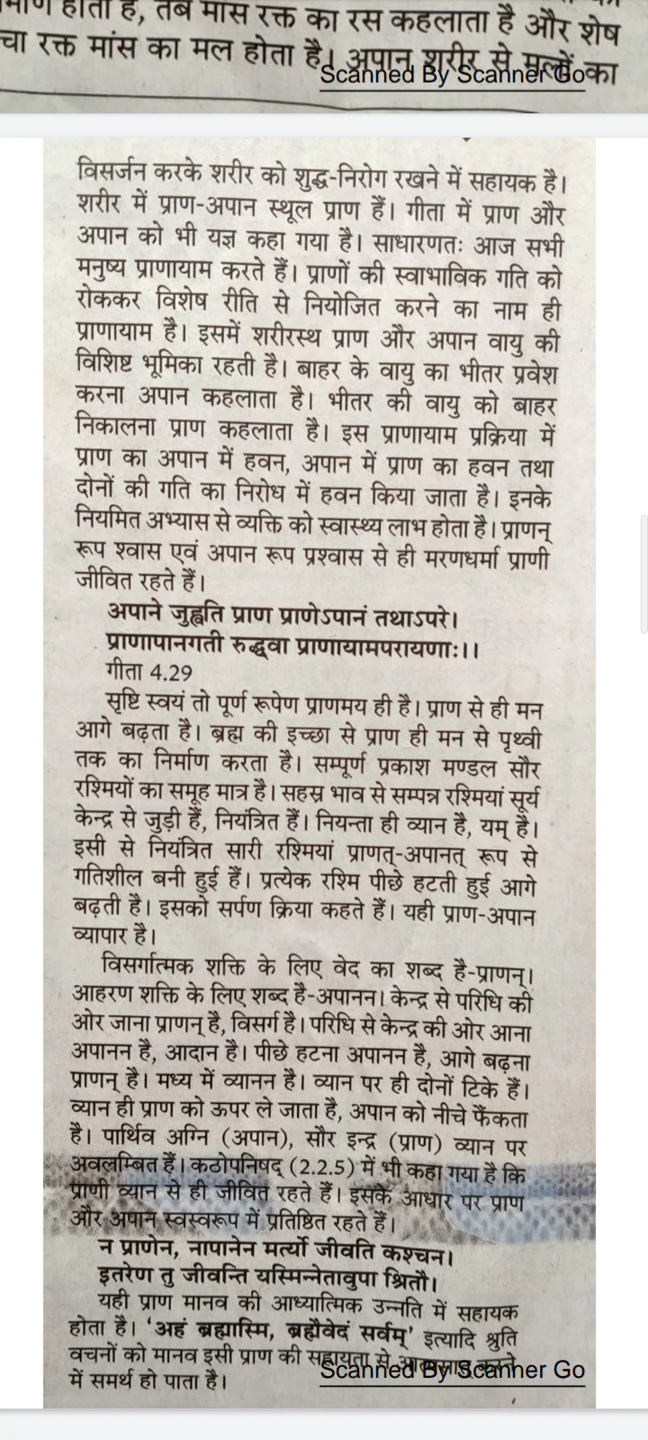 होता है, तब मांस रक्त का रस कहलाता है और शेष
रक्त मांस का मल होता है। अपान शरीर से मलों का
Scanned By Scanner Go
विसर्जन करके शरीर को शुद्ध-निरोग रखने में सहायक है।
शरीर में प्राण-अपान स्थूल प्राण हैं। गीता में प्राण और
अपान को भी यज्ञ कहा गया है। साधारणतः आज सभी
मनुष्य प्राणायाम करते हैं। प्राणों की स्वाभाविक गति को
रोककर विशेष रीति से नियोजित करने का नाम ही
प्राणायाम है। इसमें शरीरस्थ प्राण और अपान वायु की
विशिष्ट भूमिका रहती है। बाहर के वायु का भीतर प्रवेश
करना अपान कहलाता है। भीतर की वायु को बाहर
निकालना प्राण कहलाता है। इस प्राणायाम प्रक्रिया में
प्राण का अपान में हवन, अपान में प्राण का हवन तथा
दोनों की गति का निरोध में हवन किया जाता है। इनके
नियमित अभ्यास से व्यक्ति को स्वास्थ्य लाभ होता है। प्राणन्
रूप श्वास एवं अपान रूप प्रश्वास से ही मरणधर्मा प्राणी
जीवित रहते हैं।
अपाने जुह्वति प्राण प्राणेऽपानं तथाऽपरे।
प्राणापानगती रुद्ध्वा प्राणायामपरायणाः।।
गीता 4.29
सृष्टि स्वयं तो पूर्ण रूपेण प्राणमय ही है। प्राण से ही मन
आगे बढ़ता है। ब्रह्म की इच्छा से प्राण ही मन से पृथ्वी
तक का निर्माण करता है। सम्पूर्ण प्रकाश मण्डल सौर
रश्मियों का समूह मात्र है। सहस्र भाव से सम्पन्न रश्मियां सूर्य
केन्द्र से जुड़ी हैं, नियंत्रित हैं। नियन्ता ही व्यान है, यम् है।
इसी से नियंत्रित सारी रश्मियां प्राणत्-अपानत् रूप से
गतिशील बनी हुई हैं। प्रत्येक रश्मि पीछे हटती हुई आगे
बढ़ती है। इसको सर्पण क्रिया कहते हैं। यही प्राण-अपान
व्यापार है।
विसर्गात्मक शक्ति के लिए वेद का शब्द है-प्राणन्।
आहरण शक्ति के लिए शब्द है-अपानन। केन्द्र से परिधि की
ओर जाना प्राणन् है, विसर्ग है। परिधि से केन्द्र की ओर आना
अपानन है, आदान है। पीछे हटना अपानन है, आगे बढ़ना
प्राणन् है। मध्य में व्यानन है। व्यान पर ही दोनों टिके हैं।
व्यान ही प्राण को ऊपर ले जाता है, अपान को नीचे फैंकता
है। पार्थिव अग्नि (अपान), सौर इन्द्र (प्राण) व्यान पर
अवलम्बित हैं। कठोपनिषद् (2.2.5) में भी कहा गया है कि
प्राणी व्यान से ही जीवित रहते हैं। इसके आधार पर प्राण
और अपान स्वस्वरूप में प्रतिष्ठित रहते हैं।
न प्राणेन, नापानेन मर्त्यो जीवति कश्चन।
इतरेण तु जीवन्ति यस्मिन्नेतावुपा श्रितौ।
यही प्राण मानव की आध्यात्मिक उन्नति में सहायक
होता है। 'अहं ब्रह्मास्मि, ब्रह्मैवेदं सर्वम्' इत्यादि श्रुति
वचनों को मानव इसी प्राण की सहायता से आत्मसात करने
में समर्थ हो पाता है।
Scanned By Scanner Go